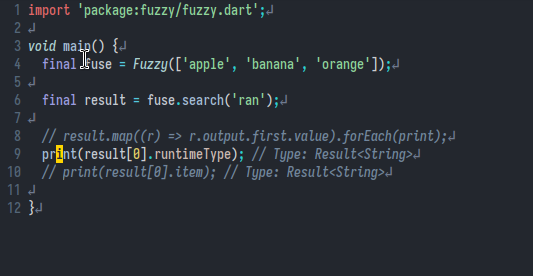 1 import 'package:fuzzy/fuzzy.dart';↲
2 ↲
3 void main() {↲
4   final fuse = Fuzzy(['apple', 'banana', 'orange']);↲
5 ↲
6   final result = fuse.search('ran');↲
7 ↲
8   // result.map((r) => r.output.first.value).forEach(print);↲
9   print(result[0].runtimeType); // Type: Result<String>↲
10   // print(result[0].item); // Type: Result<String>↲
11 ↲
12 }↲